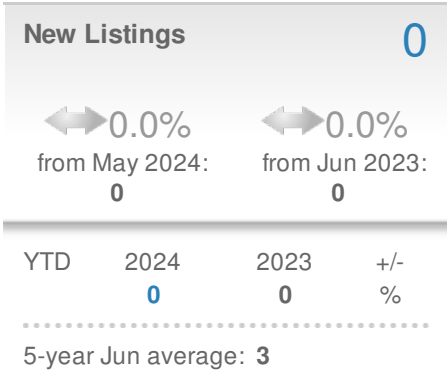 New Listings 0
0.0% 0.0%
from May 2024: from Jun 2023:
0 0
YTD 2024 2023 +/-
0 0 %
5-year Jun average: 3